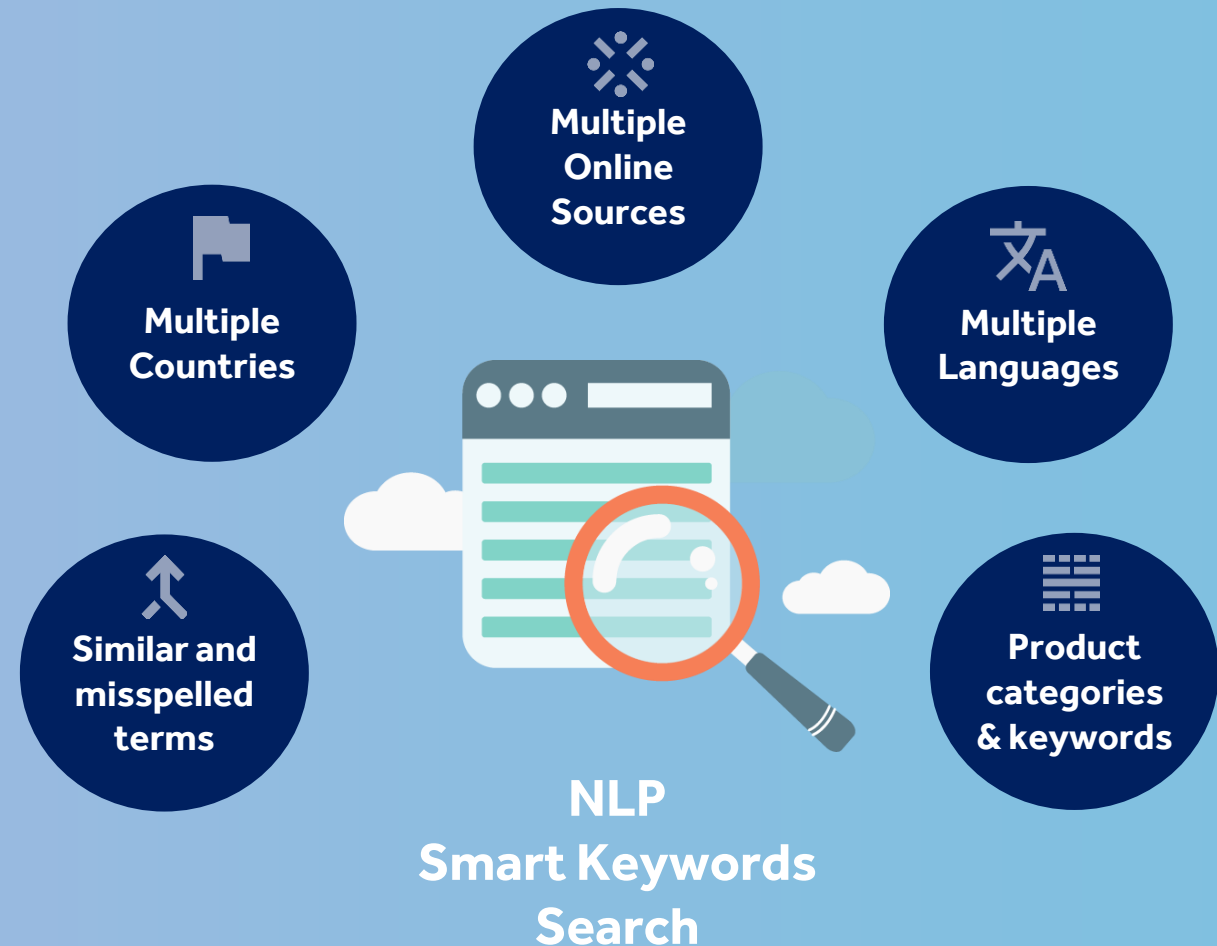 Multiple
Online
Sources
Multiple
Countries
Multiple
Languages
Similar and
misspelled
terms
Product
categories
& keywords
NLP
Smart Keywords
Search